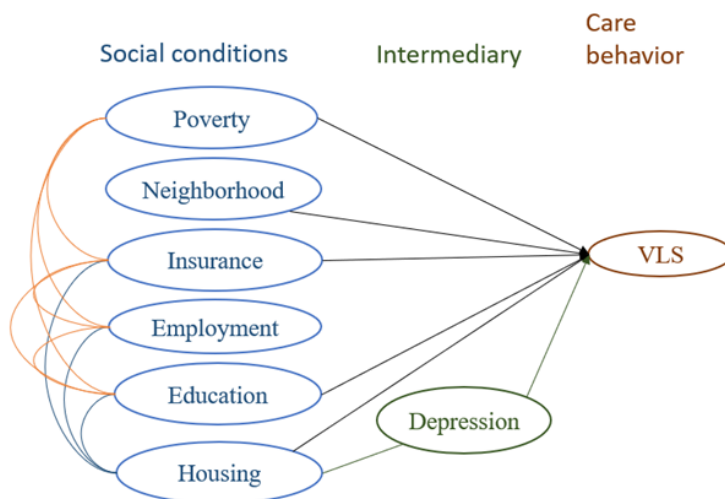 Social conditions
Intermediary
Care
behavior
Poverty
Neighborhood
Insurance
VLS
Employment
Education
Depression
Housing